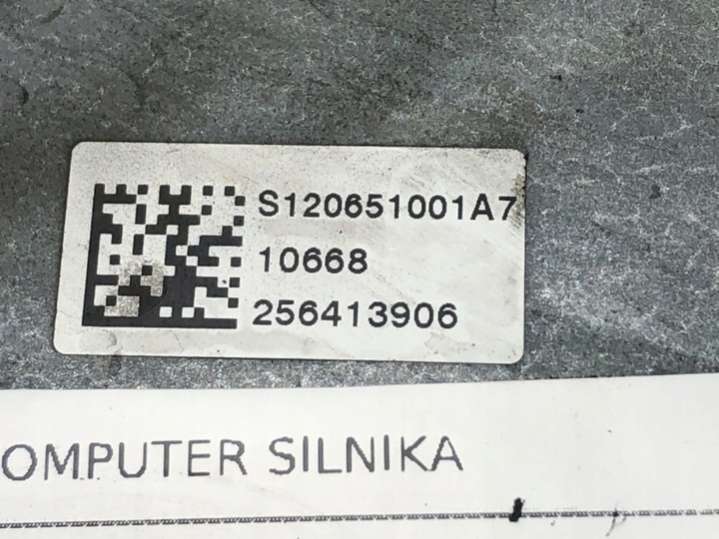 S120651001A7
10668
256413906
OMPUTER SILNIKA